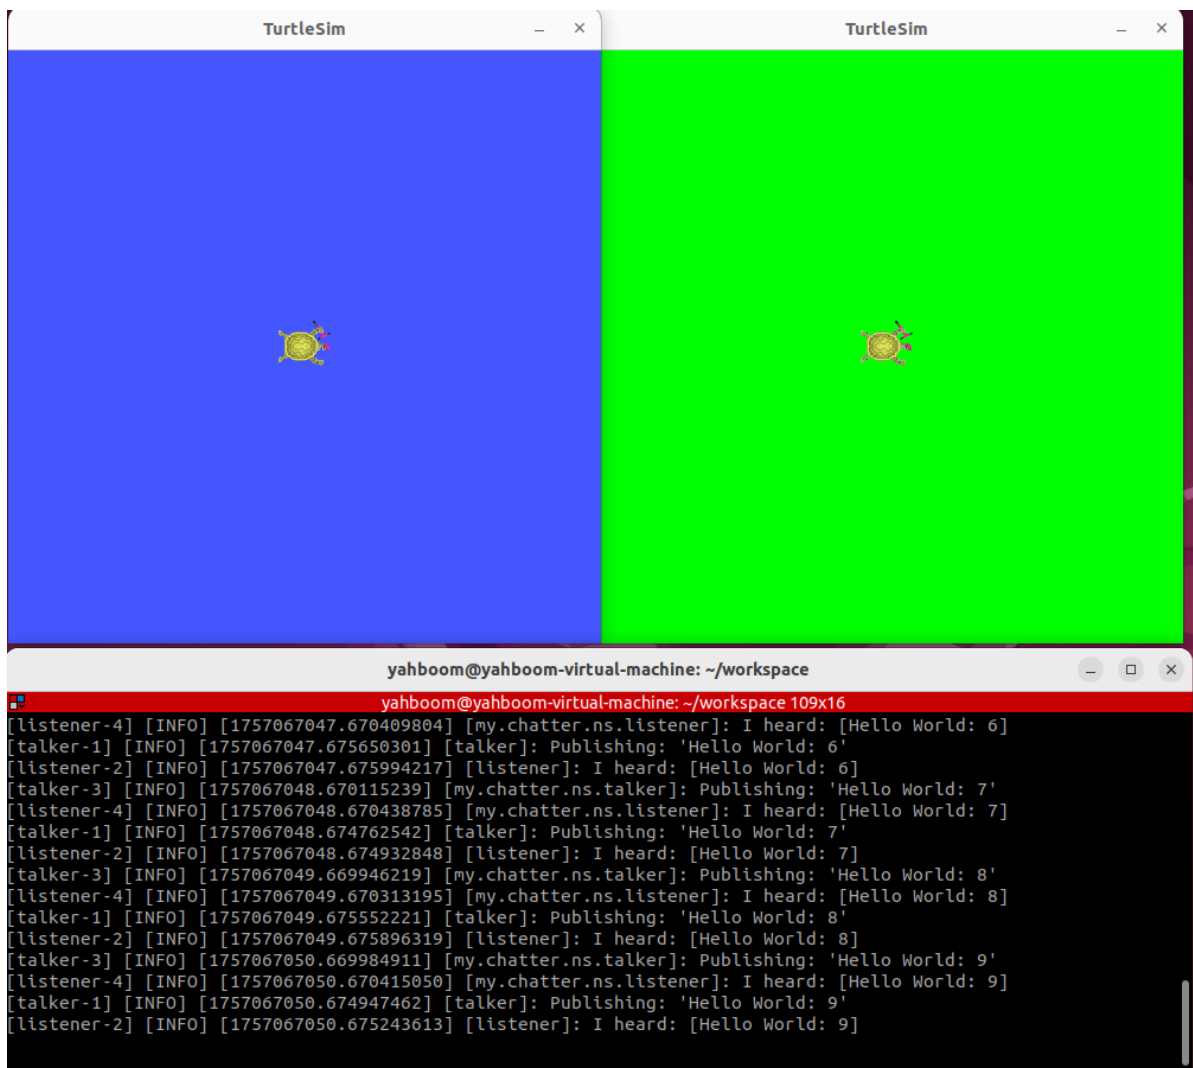 TurtleSim
TurtleSim
yahboom@yahboom-virtual-machine: ~/workspace
yahboom@yahboom-virtual-machine: ~/workspace 109x16
[listener-4] [INFO] [1757067047.670409804] [my.chatter.ns.listener]: I heard: [Hello World: 6]
[talker-1] [INFO] [1757067047.675650301] [talker]: Publishing: 'Hello World: 6'
[listener-2] [INFO] [1757067047.675994217] [listener]: I heard: [Hello World: 6]
[talker-3] [INFO] [1757067048.670115239] [my.chatter.ns.talker]: Publishing: 'Hello World: 7'
[listener-4] [INFO] [1757067048.670438785] [my.chatter.ns.listener]: I heard: [Hello World: 7]
[talker-1] [INFO] [1757067048.674762542] [talker]: Publishing: 'Hello World: 7'
[listener-2] [INFO] [1757067048.674932848] [listener]: I heard: [Hello World: 7]
[talker-3] [INFO] [1757067049.669946219] [my.chatter.ns.talker]: Publishing: 'Hello World: 8'
[listener-4] [INFO] [1757067049.670313195] [my.chatter.ns.listener]: I heard: [Hello World: 8]
[talker-1] [INFO] [1757067049.675552221] [talker]: Publishing: 'Hello World: 8'
[listener-2] [INFO] [1757067049.675896319] [listener]: I heard: [Hello World: 8]
[talker-3] [INFO] [1757067050.669984911] [my.chatter.ns.talker]: Publishing: 'Hello World: 9'
[listener-4] [INFO] [1757067050.670415050] [my.chatter.ns.listener]: I heard: [Hello World: 9]
[talker-1] [INFO] [1757067050.674947462] [talker]: Publishing: 'Hello World: 9'
[listener-2] [INFO] [1757067050.675243613] [listener]: I heard: [Hello World: 9]